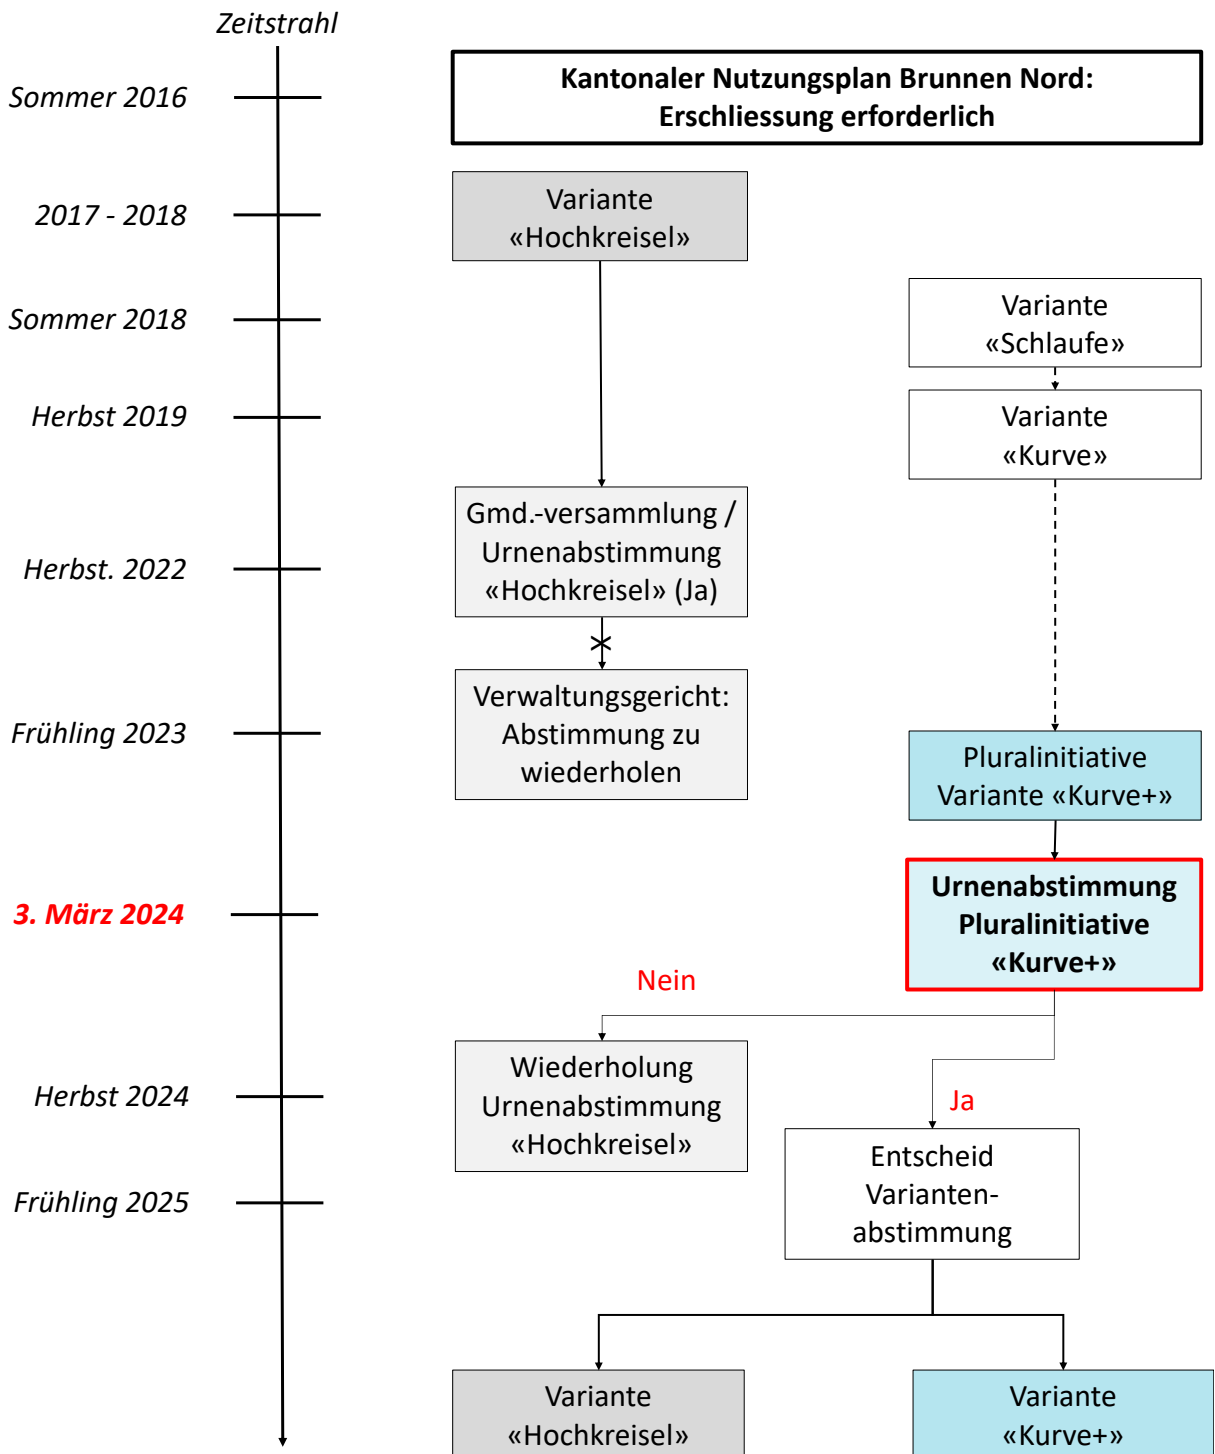 Zeitstrahl
Sommer 2016
Kantonaler Nutzungsplan Brunnen Nord:
Erschliessung erforderlich
2017 - 2018
Variante
«Hochkreisel»
Sommer 2018
Variante
«Schlaufe»
Herbst 2019
Variante
«Kurve»
Herbst. 2022
Gmd.-versammlung /
Urnenabstimmung
«Hochkreisel» (Ja)
Frühling 2023
Verwaltungsgericht:
Abstimmung zu
wiederholen
Pluralinitiative
Variante «Kurve+»
3. März 2024
Urnenabstimmung
Pluralinitiative
«Kurve+»
Nein
Herbst 2024
Wiederholung
Urnenabstimmung
«Hochkreisel»
Ja
Frühling 2025
Entscheid
Varianten-
abstimmung
Variante
«Hochkreisel»
Variante
«Kurve+»